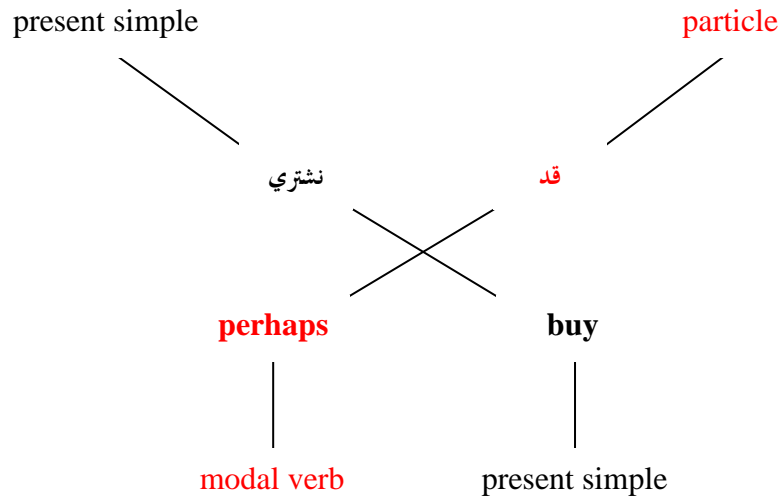 present simple particle
نشتري قد
perhaps buy
modal verb present simple